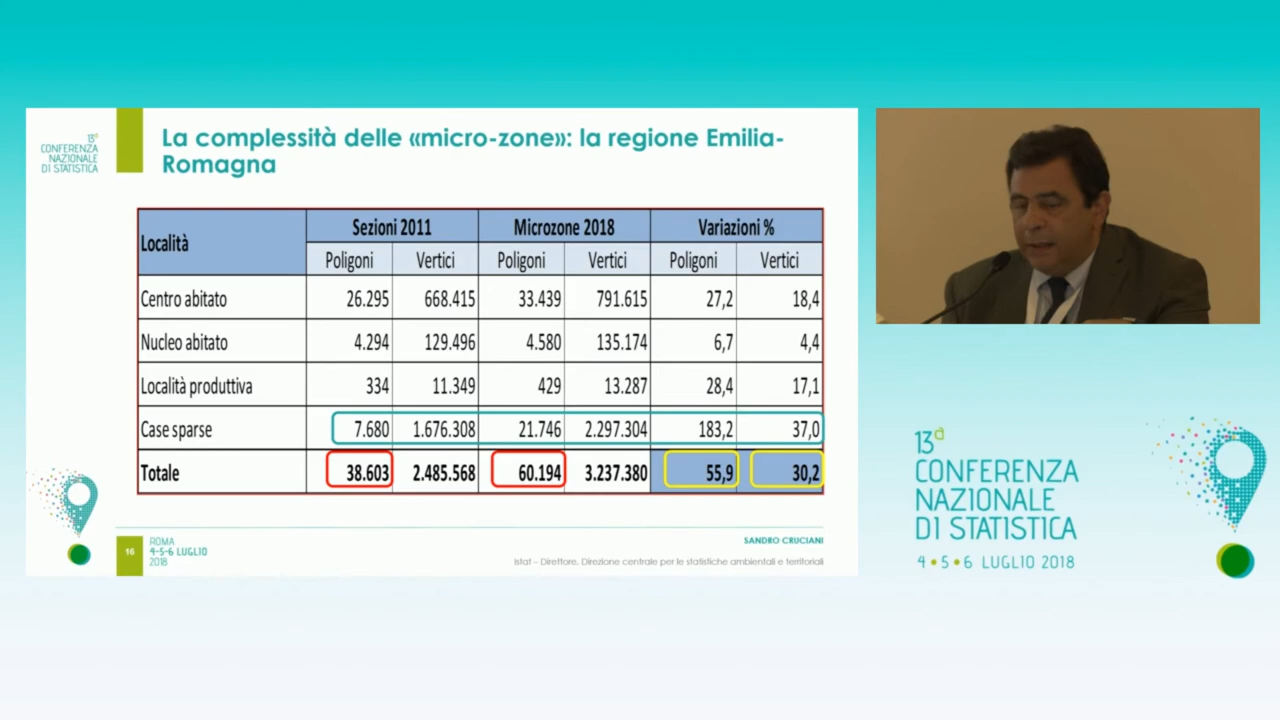 13ª
CONFERENZA
NAZIONALE
DI STATISTICA
La complessità delle «micro-zone»: la regione Emilia-
Romagna
Località Sezioni 2011 Microzone 2018 Variazioni %
Poligoni Vertici Poligoni Vertici Poligoni Vertici
Centro abitato 26.295 668.415 33.439 791.615 27,2 18,4
Nucleo abitato 4.294 129.496 4.580 135.174 6,7 4,4
Località produttiva 334 11.349 429 13.287 28,4 17,1
Case sparse 7.680 1.676.308 21.746 2.297.304 183,2 37,0
Totale 38.603 2.485.568 60.194 3.237.380 55,9 30,2
16
ROMA
4-5-6 LUGLIO
2018
SANDRO CRUCIANI
Istat – Direttore, Direzione centrale per le statistiche ambientali e territoriali
13ª
CONFERENZA
NAZIONALE
DI STATISTICA
4•5•6 LUGLIO 2018